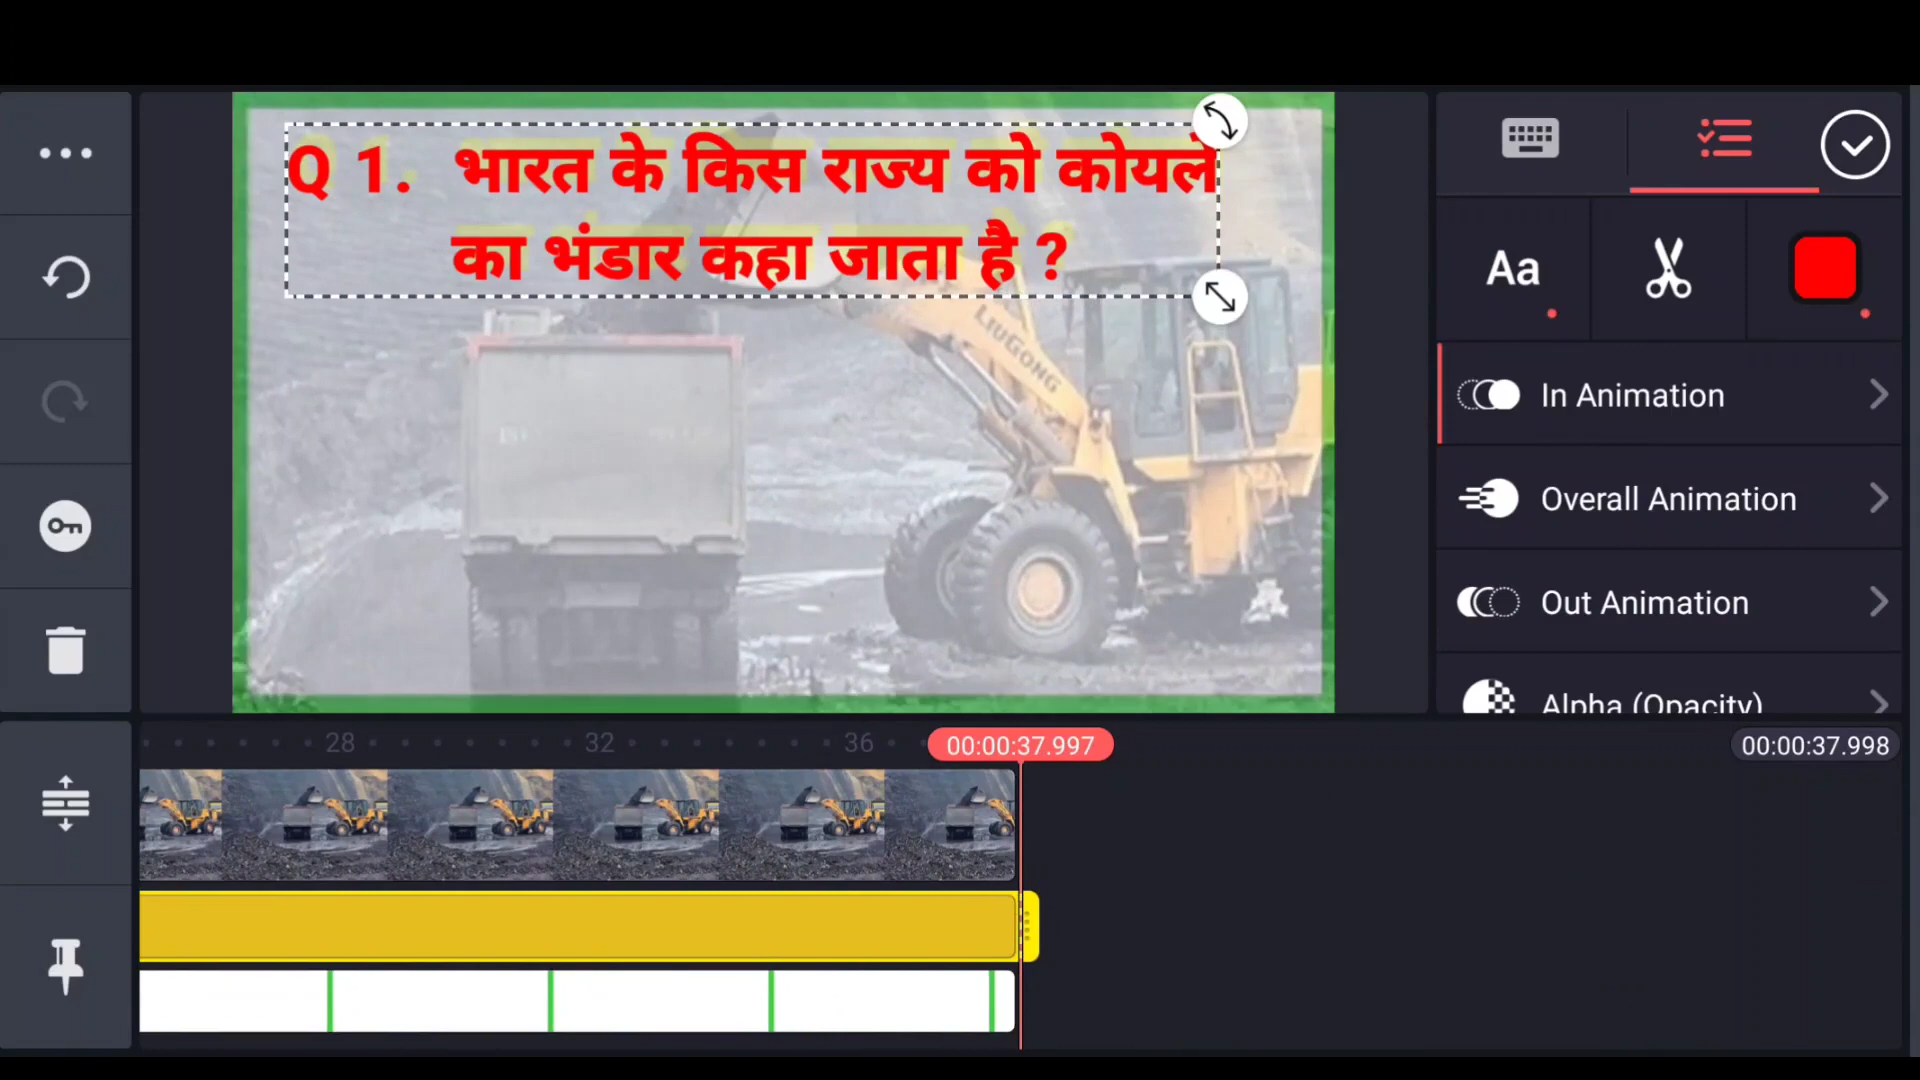 Q 1. भारत के किस राज्य को कोयले
का भंडार कहा जाता है ?
LIUGONG
Aa
In Animation
Overall Animation
Out Animation
Alpha (Opacity)
28
32
36
00:00:37.997
00:00:37.998